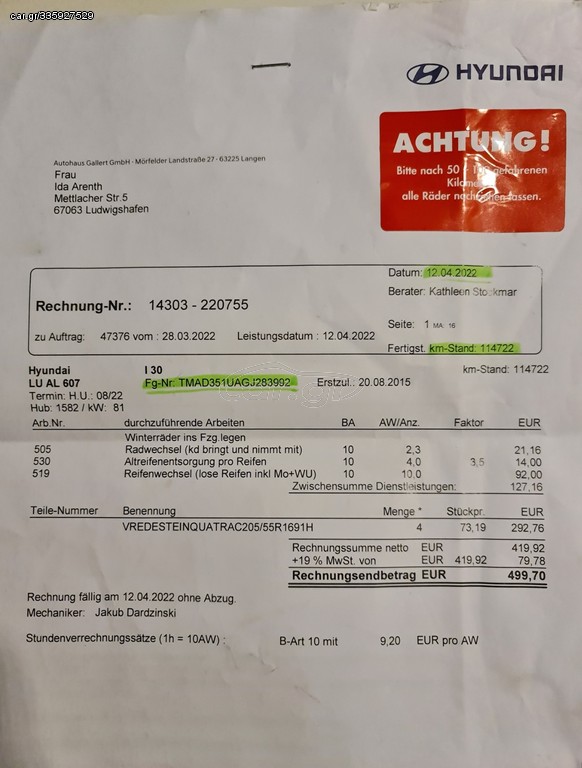 car.gr/385927529
HYUNDAI
ACHTUNG!
Bitte nach 50 - 100 gefahrenen
alle Räder nachziehen lassen.
Autohaus Gallert GmbH - Mörfelder Landstraße 27 - 63225 Langen
Frau
Ida Arenth
Mettlacher Str.5
67063 Ludwigshafen
Datum: 12.04.2022
Berater: Kathleen
Rechnung-Nr.: 14303 - 220755
Seite: 1 MA: 16
zu Auftrag: 47376 vom : 28.03.2022 Leistungsdatum : 12.04.2022
Fertigst. km-Stand: 114722
Hyundai I 30 km-Stand: 114722
LU AL 607 Fg-Nr: TMAD351UAGJ283992 Erstzul.: 20.08.2015
Termin: H.U.: 08/22
Hub: 1582 / kW: 81
Arb.Nr. durchzuführende Arbeiten BA AW/Anz. Faktor EUR
Winterräder ins Fzg.legen
505 Radwechsel (kd bringt und nimmt mit) 10 2,3 21,16
530 Altreifenentsorgung pro Reifen 10 4,0 3,5 14,00
519 Reifenwechsel (lose Reifen inkl Mo+WU) 10 10,0 92,00
Zwischensumme Dienstleistungen: 127,16
Teile-Nummer Benennung Menge * Stückpr. EUR
VREDESTEINQUATRAC205/55R1691H 4 73,19 292,76
Rechnungssumme netto EUR 419,92
+19 % MwSt. von EUR 419,92 79,78
Rechnungsendbetrag EUR 499,70
Rechnung fällig am 12.04.2022 ohne Abzug.
Mechaniker: Jakub Dardzinski
Stundenverrechnungssätze (1h = 10AW) : B-Art 10 mit 9,20 EUR pro AW